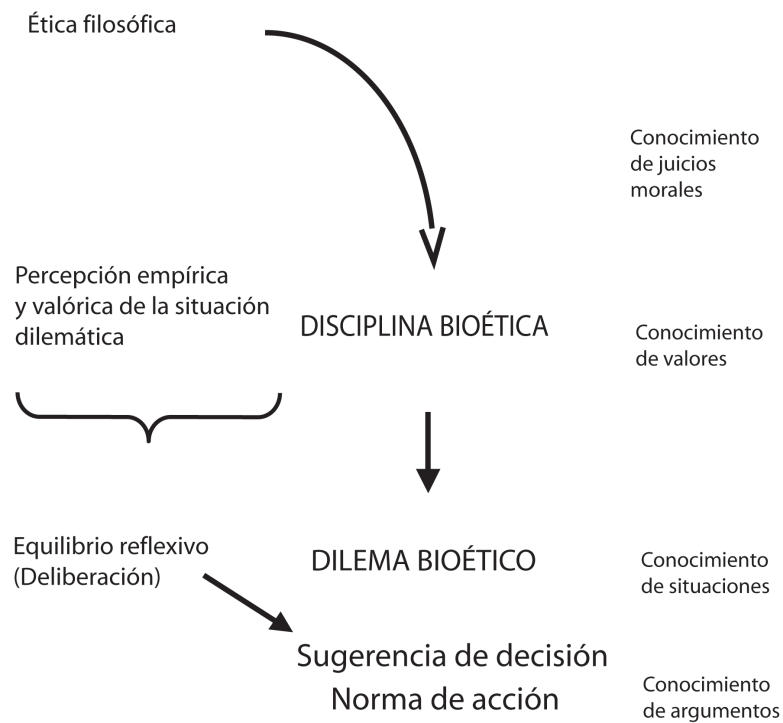 Ética filosófica
Conocimiento
de juicios
morales
Percepción empírica
y valórica de la situación
dilemática
DISCIPLINA BIOÉTICA
Conocimiento
de valores
Equilibrio reflexivo
(Deliberación)
DILEMA BIOÉTICO
Conocimiento
de situaciones
Sugerencia de decisión
Norma de acción
Conocimiento
de argumentos